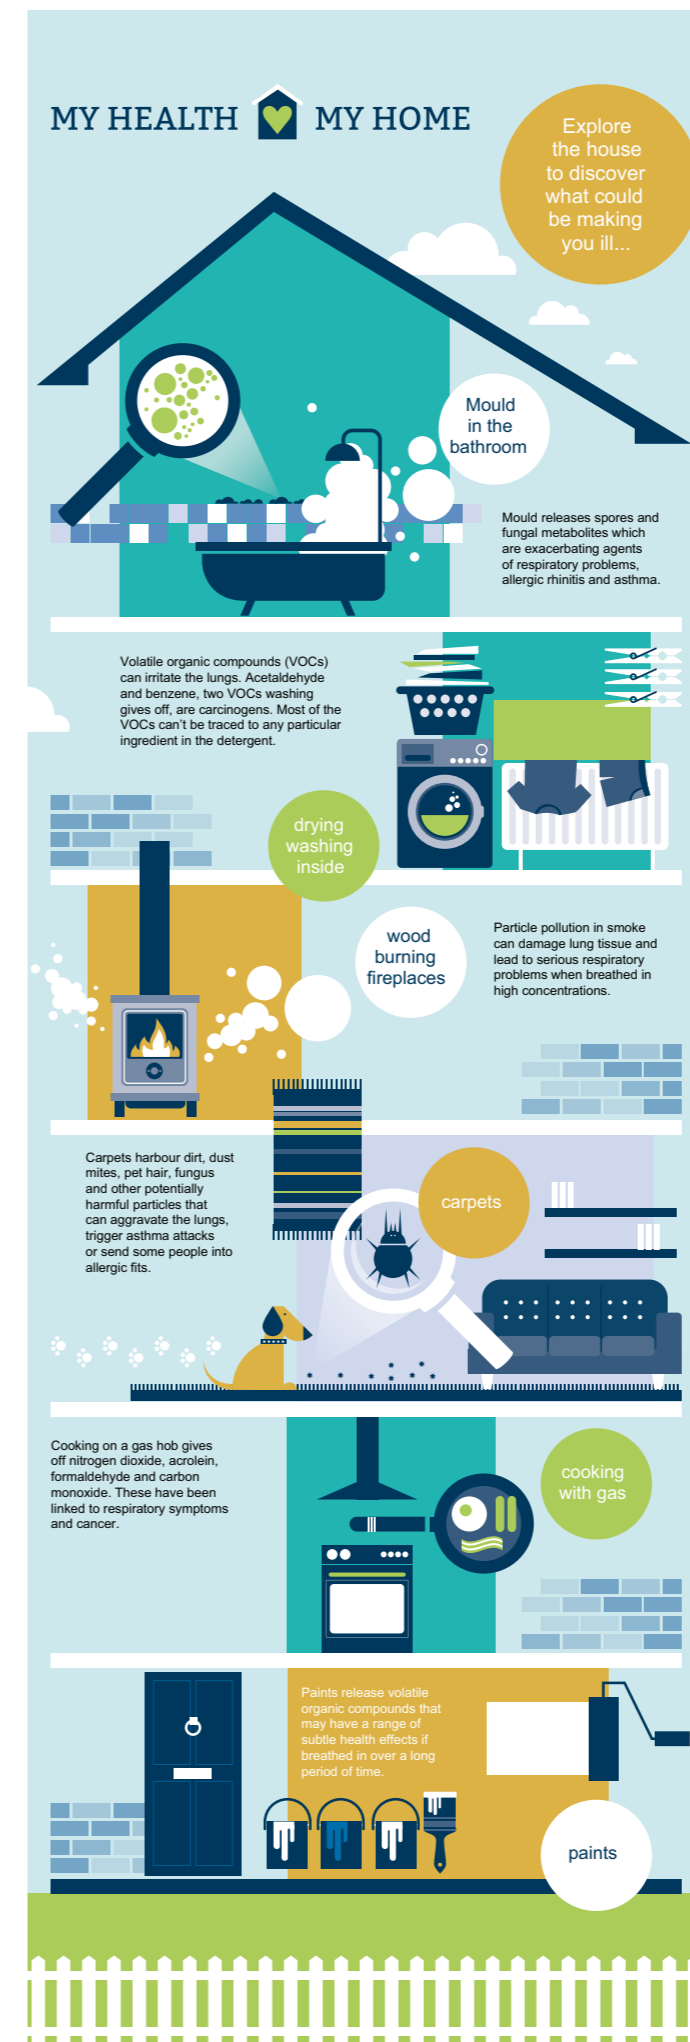 MY HEALTH MY HOME
Explore
the house
to discover
what could
be making
you ill...
Mould
in the
bathroom
Mould releases spores and
fungal metabolites which
are exacerbating agents
of respiratory problems,
allergic rhinitis and asthma.
Volatile organic compounds (VOCs)
can irritate the lungs. Acetaldehyde
and benzene, two VOCs washing
gives off, are carcinogens. Most of the
VOCs can't be traced to any particular
ingredient in the detergent.
drying
washing
inside
wood
burning
fireplaces
Particle pollution in smoke
can damage lung tissue and
lead to serious respiratory
problems when breathed in
high concentrations.
Carpets harbour dirt, dust
mites, pet hair, fungus
and other potentially
harmful particles that
can aggravate the lungs,
trigger asthma attacks
or send some people into
allergic fits.
carpets
Cooking on a gas hob gives
off nitrogen dioxide, acrolein,
formaldehyde and carbon
monoxide. These have been
linked to respiratory symptoms
and cancer.
cooking
with gas
Paints release volatile
organic compounds that
may have a range of
subtle health effects if
breathed in over a long
period of time.
paints